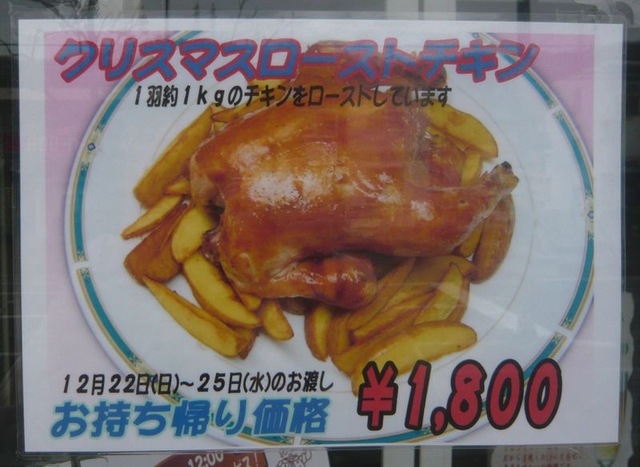 クリスマスローストチキン
1羽約1kgのチキンをローストしています
12月22日(日)～25日(水)のお渡し
お持ち帰り価格
¥1,800
12:00